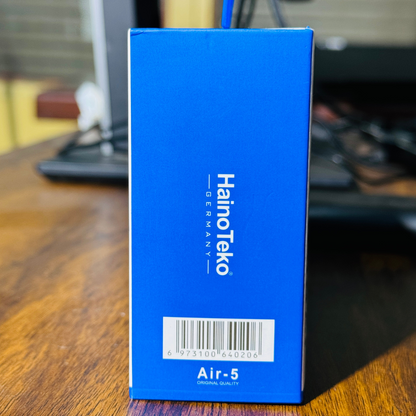 HainoTeko®
GERMANY
6 973100 640206
Air-5
ORIGINAL QUALITY